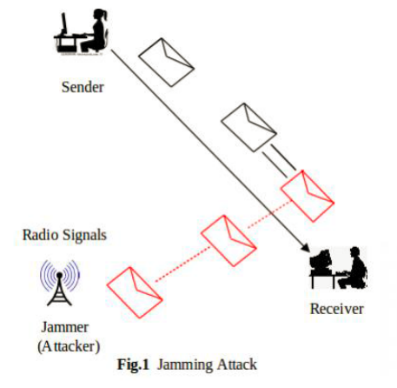 Sender
Radio Signals
Receiver
Jammer
(Attacker)
Fig.1 Jamming Attack